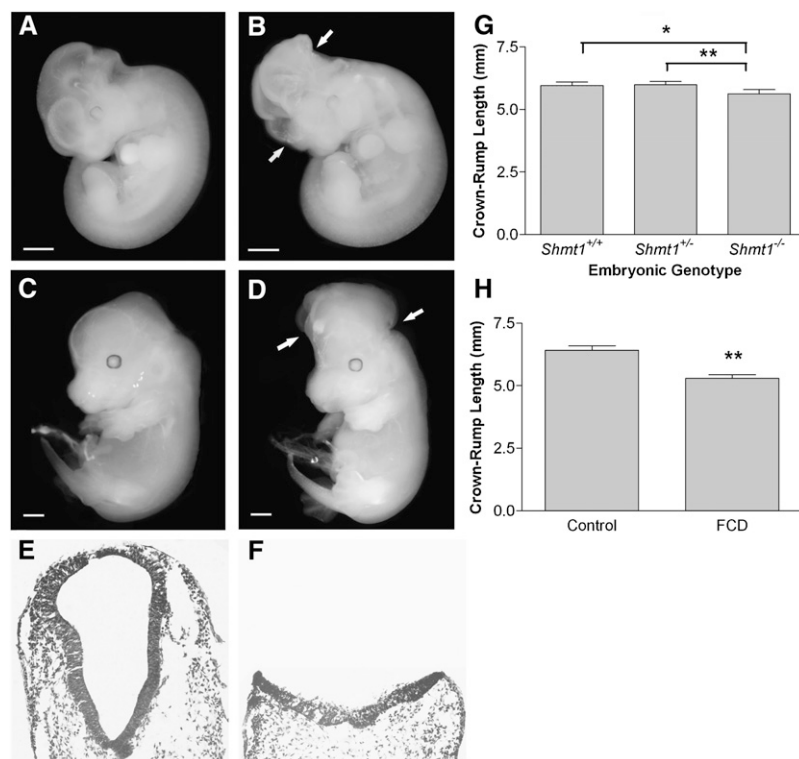 A
B
C
D
E
F
G
*
**
Crown-Rump Length (mm)
7.5
5.0
2.5
0.0
Shmt1+/+
Shmt1+/-
Shmt1-/-
Embryonic Genotype
H
**
Crown-Rump Length (mm)
7.5
5.0
2.5
0.0
Control
FCD